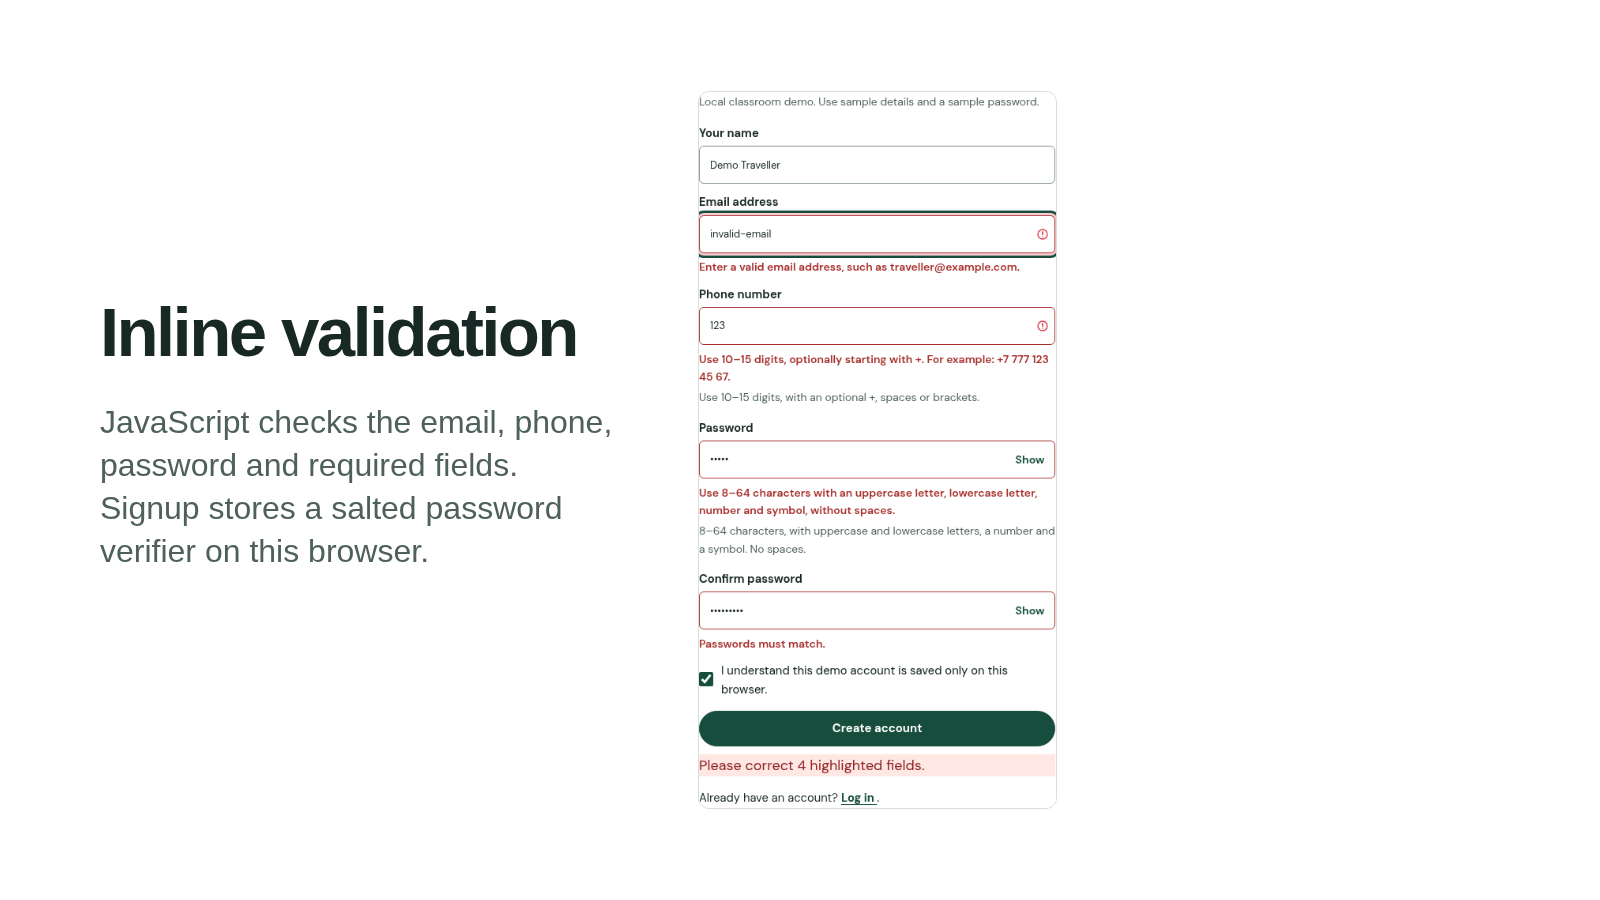 Inline validation
JavaScript checks the email, phone,
password and required fields.
Signup stores a salted password
verifier on this browser.
Local classroom demo. Use sample details and a sample password.
Your name
Demo Traveller
Email address
invalid-email
Enter a valid email address, such as traveller@example.com.
Phone number
123
Use 10–15 digits, optionally starting with +. For example: +7 777 123
45 67.
Use 10–15 digits, with an optional +, spaces or brackets.
Password
•••••
Show
Use 8–64 characters with an uppercase letter, lowercase letter,
number and symbol, without spaces.
8–64 characters, with uppercase and lowercase letters, a number and
a symbol. No spaces.
Confirm password
•••••••••
Show
Passwords must match.
I understand this demo account is saved only on this
browser.
Create account
Please correct 4 highlighted fields.
Already have an account? Log in .